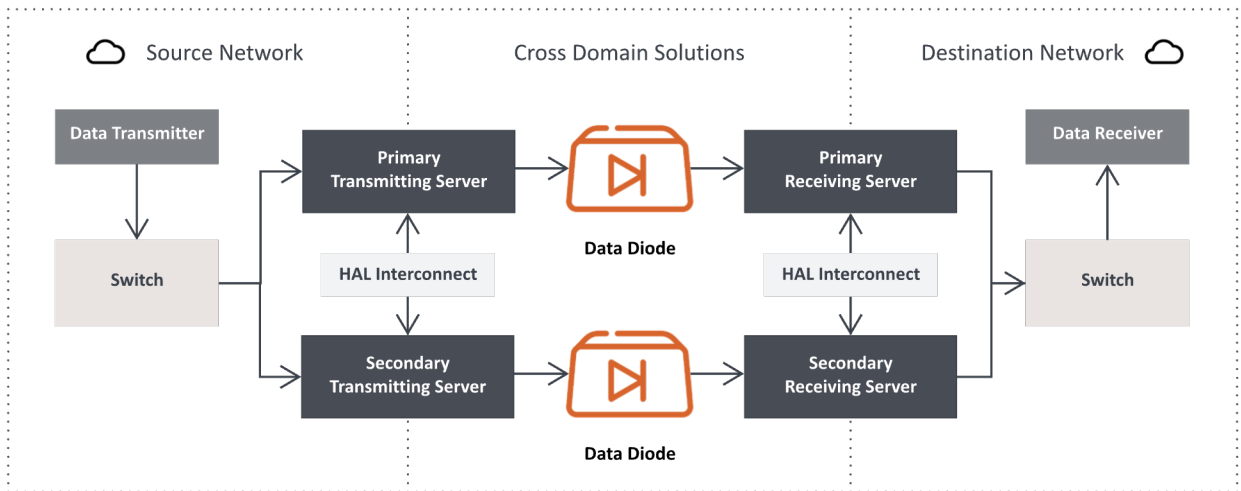 Source Network
Cross Domain Solutions
Destination Network
Data Transmitter
Primary
Transmitting Server
Primary
Receiving Server
Data Receiver
Data Diode
Switch
HAL Interconnect
HAL Interconnect
Switch
Secondary
Transmitting Server
Secondary
Receiving Server
Data Diode